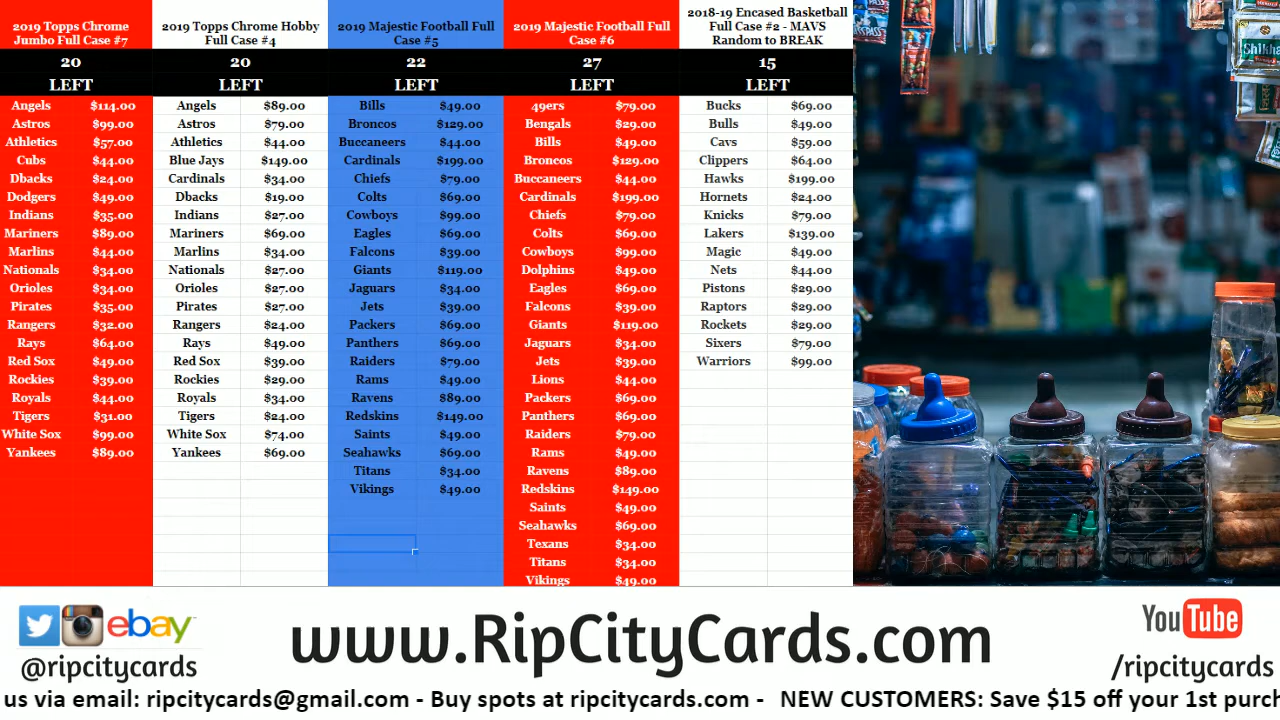 2019 Topps Chrome
Jumbo Full Case #7
20
LEFT
Angels $114.00
Astros $99.00
Athletics $57.00
Cubs $44.00
Dbacks $24.00
Dodgers $49.00
Indians $35.00
Mariners $89.00
Marlins $44.00
Nationals $34.00
Orioles $34.00
Pirates $35.00
Rangers $32.00
Rays $64.00
Red Sox $49.00
Rockies $39.00
Royals $44.00
Tigers $31.00
White Sox $99.00
Yankees $89.00
2019 Topps Chrome Hobby
Full Case #4
20
LEFT
Angels $89.00
Astros $79.00
Athletics $44.00
Blue Jays $149.00
Cardinals $34.00
Dbacks $19.00
Indians $27.00
Mariners $69.00
Marlins $34.00
Nationals $27.00
Orioles $27.00
Pirates $27.00
Rangers $24.00
Rays $49.00
Red Sox $39.00
Rockies $29.00
Royals $34.00
Tigers $24.00
White Sox $74.00
Yankees $69.00
2019 Majestic Football Full
Case #5
22
LEFT
Bills $49.00
Broncos $129.00
Buccaneers $44.00
Cardinals $199.00
Chiefs $79.00
Colts $69.00
Cowboys $99.00
Eagles $69.00
Falcons $39.00
Giants $119.00
Jaguars $34.00
Jets $39.00
Packers $69.00
Panthers $69.00
Raiders $79.00
Rams $49.00
Ravens $89.00
Redskins $149.00
Saints $49.00
Seahawks $69.00
Titans $34.00
Vikings $49.00
2019 Majestic Football Full
Case #6
27
LEFT
49ers $79.00
Bengals $29.00
Bills $49.00
Broncos $129.00
Buccaneers $44.00
Cardinals $199.00
Chiefs $79.00
Colts $69.00
Cowboys $99.00
Dolphins $49.00
Eagles $69.00
Falcons $39.00
Giants $119.00
Jaguars $34.00
Jets $39.00
Lions $44.00
Packers $69.00
Panthers $69.00
Raiders $79.00
Rams $49.00
Ravens $89.00
Redskins $149.00
Saints $49.00
Seahawks $69.00
Texans $34.00
Titans $34.00
Vikings $49.00
2018-19 Encased Basketball
Full Case #2 - MAVS
Random to BREAK
15
LEFT
Bucks $69.00
Bulls $49.00
Cavs $59.00
Clippers $64.00
Hawks $199.00
Hornets $24.00
Knicks $79.00
Lakers $139.00
Magic $49.00
Nets $44.00
Pistons $29.00
Raptors $29.00
Rockets $29.00
Sixers $79.00
Warriors $99.00
ebay
@ripcitycards
www.RipCityCards.com
YouTube
/ripcitycards
us via email: ripcitycards@gmail.com - Buy spots at ripcitycards.com - NEW CUSTOMERS: Save $15 off your 1st purch